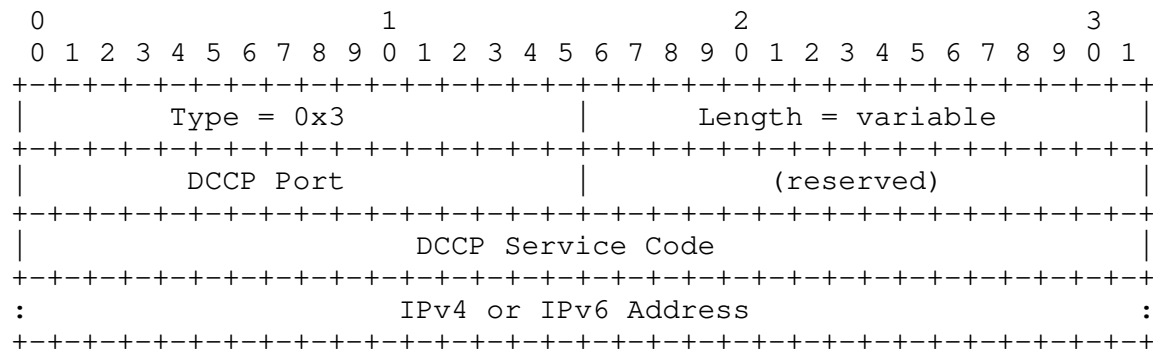 0                   1                   2                   3
 0 1 2 3 4 5 6 7 8 9 0 1 2 3 4 5 6 7 8 9 0 1 2 3 4 5 6 7 8 9 0 1
+-+-+-+-+-+-+-+-+-+-+-+-+-+-+-+-+-+-+-+-+-+-+-+-+-+-+-+-+-+-+-+-+
|        Type = 0x3             |      Length = variable        |
+-+-+-+-+-+-+-+-+-+-+-+-+-+-+-+-+-+-+-+-+-+-+-+-+-+-+-+-+-+-+-+-+
|         DCCP Port             |          (reserved)           |
+-+-+-+-+-+-+-+-+-+-+-+-+-+-+-+-+-+-+-+-+-+-+-+-+-+-+-+-+-+-+-+-+
|                      DCCP Service Code                        |
+-+-+-+-+-+-+-+-+-+-+-+-+-+-+-+-+-+-+-+-+-+-+-+-+-+-+-+-+-+-+-+-+
:                     IPv4 or IPv6 Address                      :
+-+-+-+-+-+-+-+-+-+-+-+-+-+-+-+-+-+-+-+-+-+-+-+-+-+-+-+-+-+-+-+-+